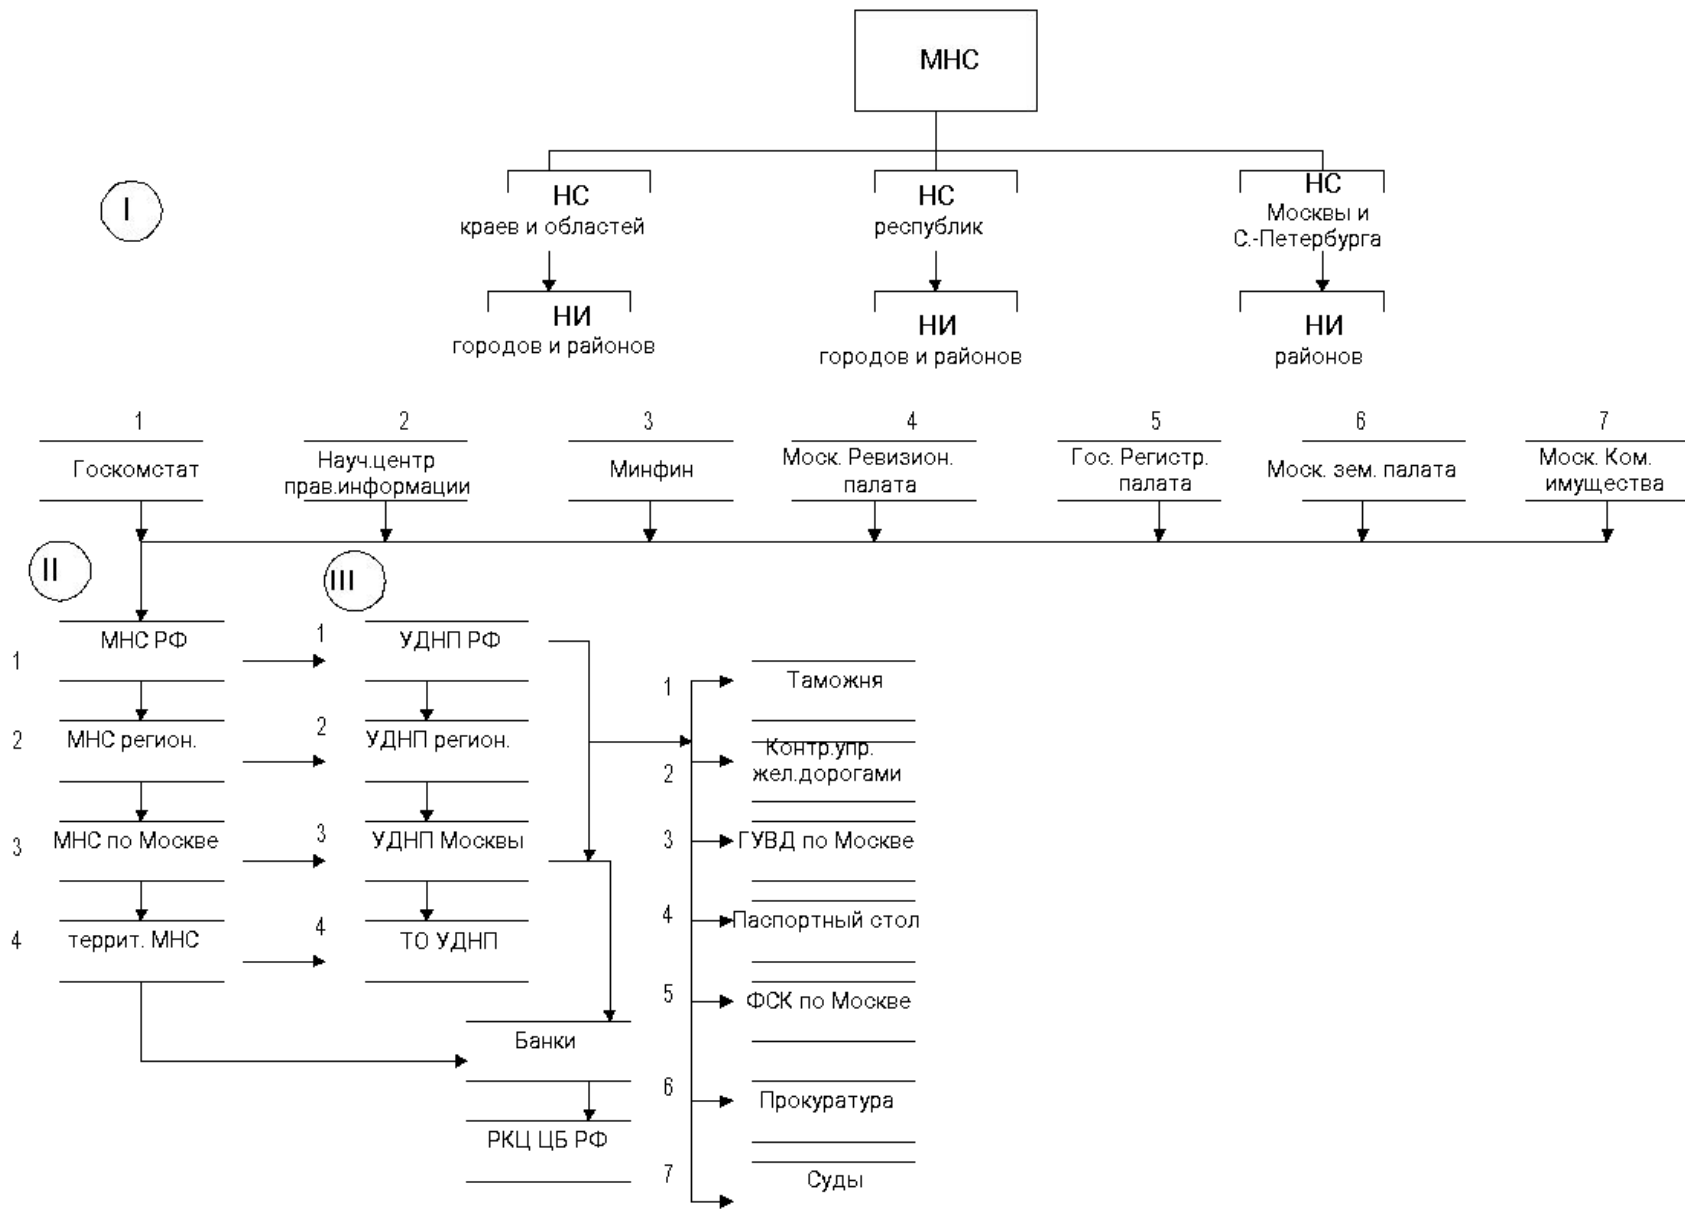 МНС
I
НС
краев и областей
НС
республик
НС
Москвы и
С.-Петербурга
НИ
городов и районов
НИ
городов и районов
НИ
районов
1
2
3
4
5
6
7
Госкомстат
Науч.центр
прав.информации
Минфин
Моск. Ревизион.
палата
Гос. Регистр.
палата
Моск. зем. палата
Моск. Ком.
имущества
II
III
1
МНС РФ
2
МНС регион.
3
МНС по Москве
4
террит. МНС
1
УДНП РФ
2
УДНП регион.
3
УДНП Москвы
4
ТО УДНП
Банки
РКЦ ЦБ РФ
1
Таможня
2
Контр.упр.
жел.дорогами
3
ГУВД по Москве
4
Паспортный стол
5
ФСК по Москве
6
Прокуратура
7
Суды